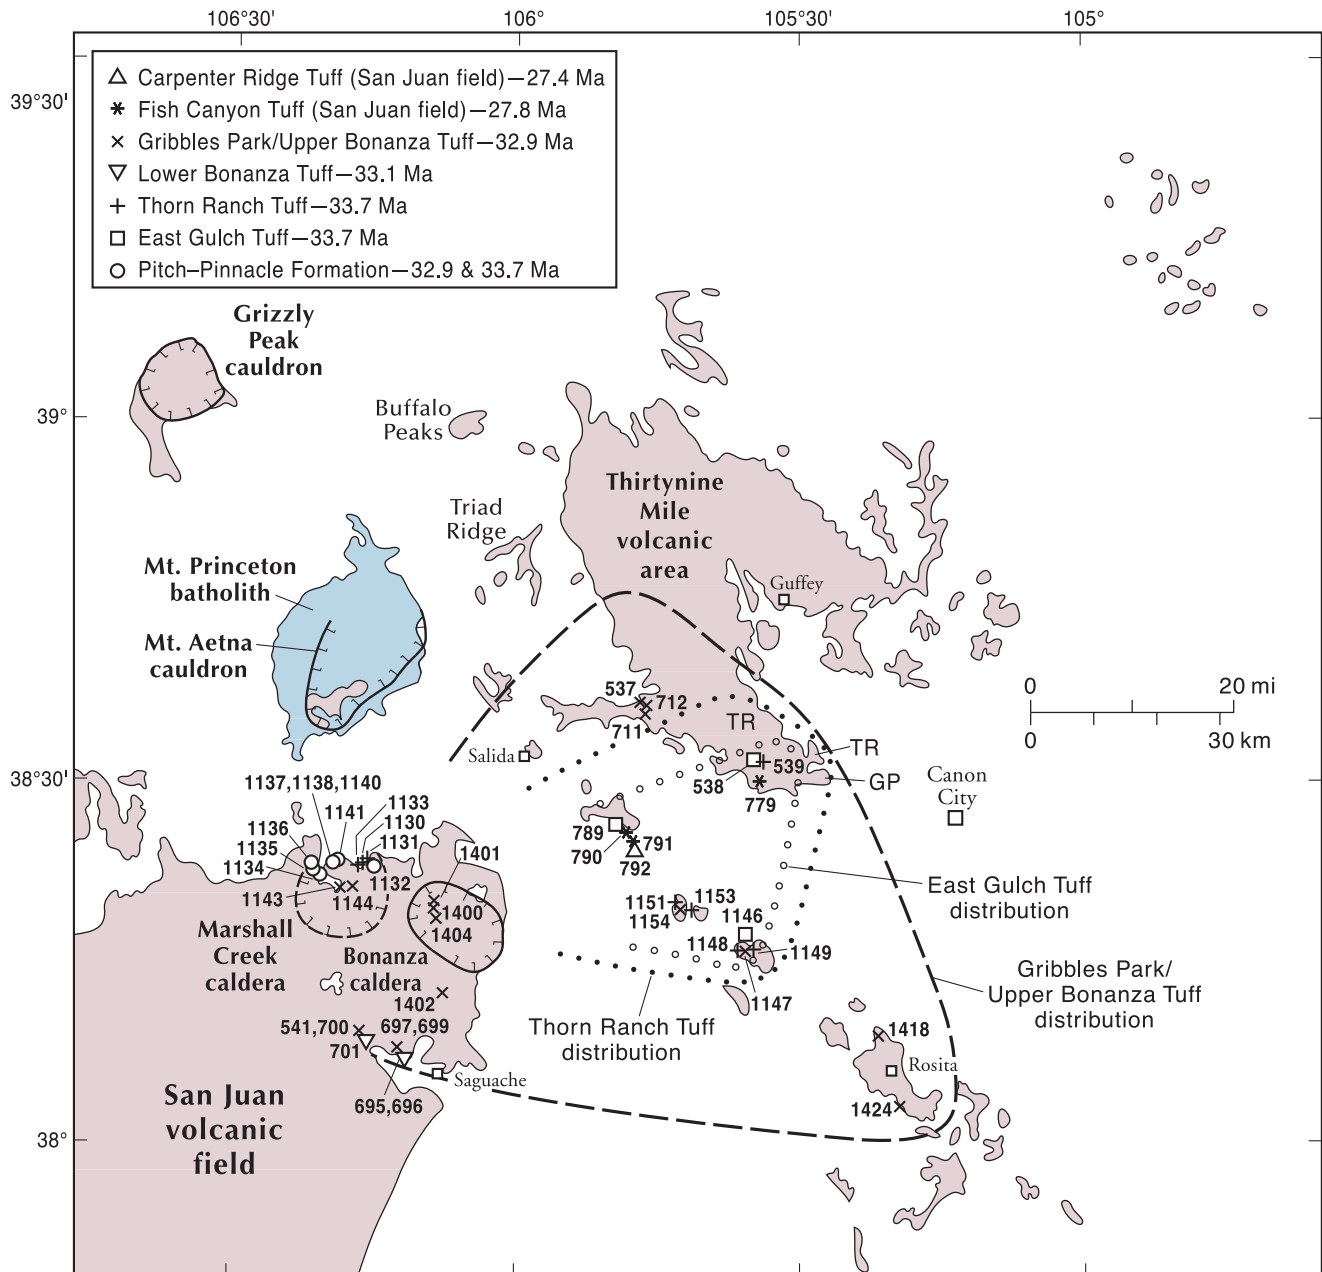 106°30'
106°
105°30'
105°
39°30'
39°
38°30'
38°
Carpenter Ridge Tuff (San Juan field)—27.4 Ma
Fish Canyon Tuff (San Juan field)—27.8 Ma
Gribbles Park/Upper Bonanza Tuff—32.9 Ma
Lower Bonanza Tuff—33.1 Ma
Thorn Ranch Tuff—33.7 Ma
East Gulch Tuff—33.7 Ma
Pitch–Pinnacle Formation—32.9 & 33.7 Ma
Grizzly
Peak
cauldron
Buffalo
Peaks
Triad
Ridge
Thirtynine
Mile
volcanic
area
Guffey
Mt. Princeton
batholith
Mt. Aetna
cauldron
537
712
711
TR
TR
GP
0
20 mi
0
30 km
Salida
538
539
779
Canon
City
1137,1138,1140
1141
1133
1130
1131
1136
1135
1134
1143
1144
1132
1401
1400
1404
789
790
791
792
1151
1153
1154
1146
1148
1149
1147
East Gulch Tuff
distribution
Marshall
Creek
caldera
Bonanza
caldera
1402
Gribbles Park/
Upper Bonanza Tuff
distribution
Thorn Ranch Tuff
distribution
541,700
697,699
701
695,696
Saguache
1418
Rosita
1424
San Juan
volcanic
field